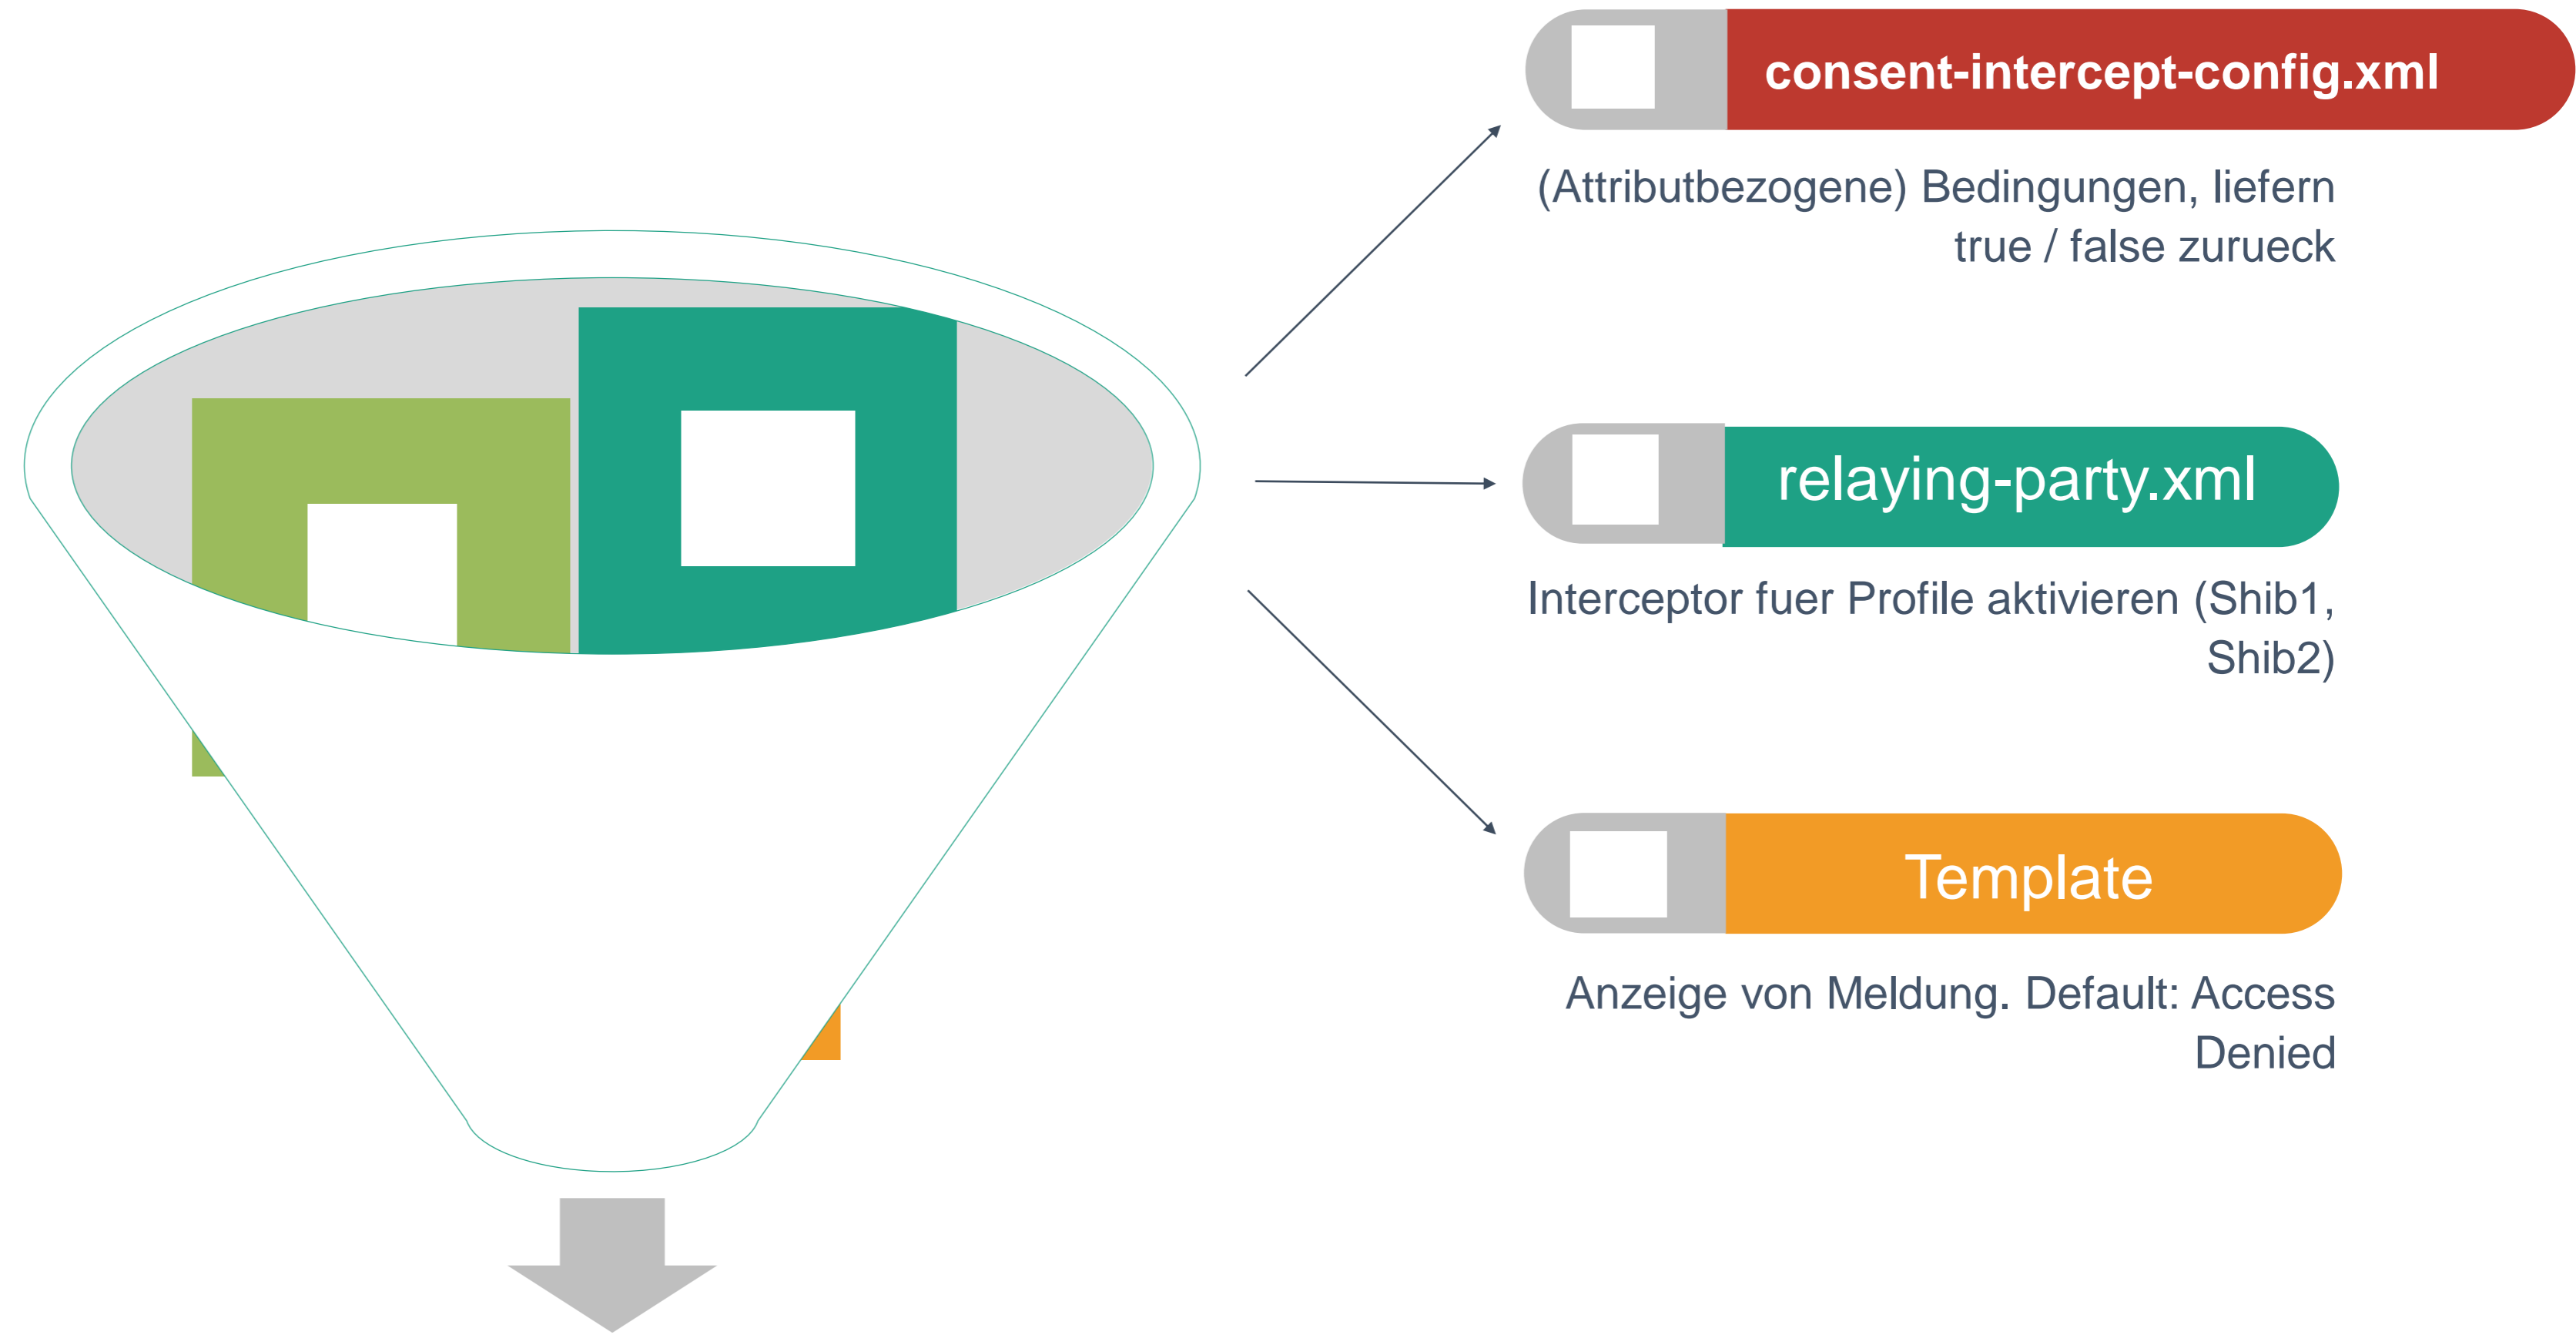 consent-intercept-config.xml
(Attributbezogene) Bedingungen, liefern
true / false zurueck
relaying-party.xml
Interceptor fuer Profile aktivieren (Shib1,
Shib2)
Template
Anzeige von Meldung. Default: Access
Denied